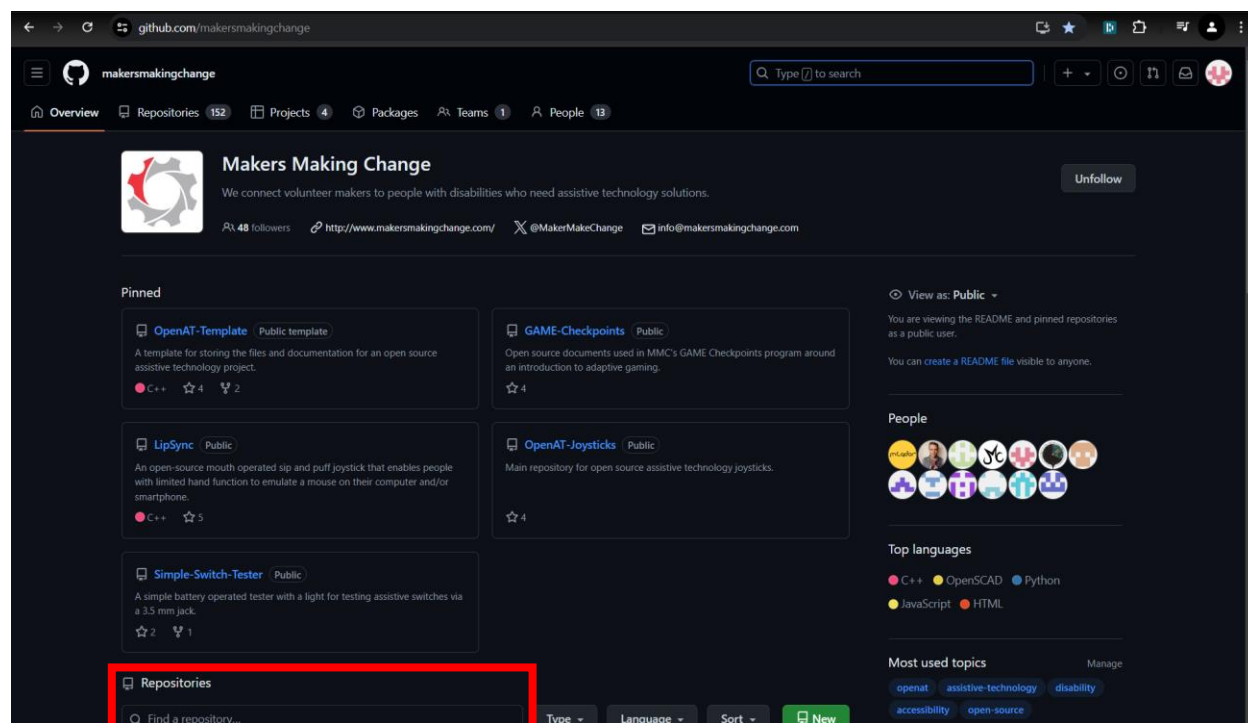 github.com/makersmakingchange
makersmakingchange
Type / to search
Overview Repositories 152 Projects 4 Packages Teams 1 People 13
Makers Making Change
We connect volunteer makers to people with disabilities who need assistive technology solutions.
Unfollow
48 followers http://www.makersmakingchange.com/ @MakerMakeChange info@makersmakingchange.com
Pinned
OpenAT-Template Public template
A template for storing the files and documentation for an open source
assistive technology project.
C++ 4 2
GAME-Checkpoints Public
Open source documents used in MMC's GAME Checkpoints program around
an introduction to adaptive gaming.
4
LipSync Public
An open-source mouth operated sip and puff joystick that enables people
with limited hand function to emulate a mouse on their computer and/or
smartphone.
C++ 5
OpenAT-Joysticks Public
Main repository for open source assistive technology joysticks.
4
Simple-Switch-Tester Public
A simple battery operated tester with a light for testing assistive switches via
a 3.5 mm jack.
2 1
Repositories
Find a repository...
Type Language Sort New
View as: Public
You are viewing the README and pinned repositories
as a public user.
You can create a README file visible to anyone.
People
Top languages
C++ OpenSCAD Python
JavaScript HTML
Most used topics Manage
openat assistive-technology disability
accessibility open-source